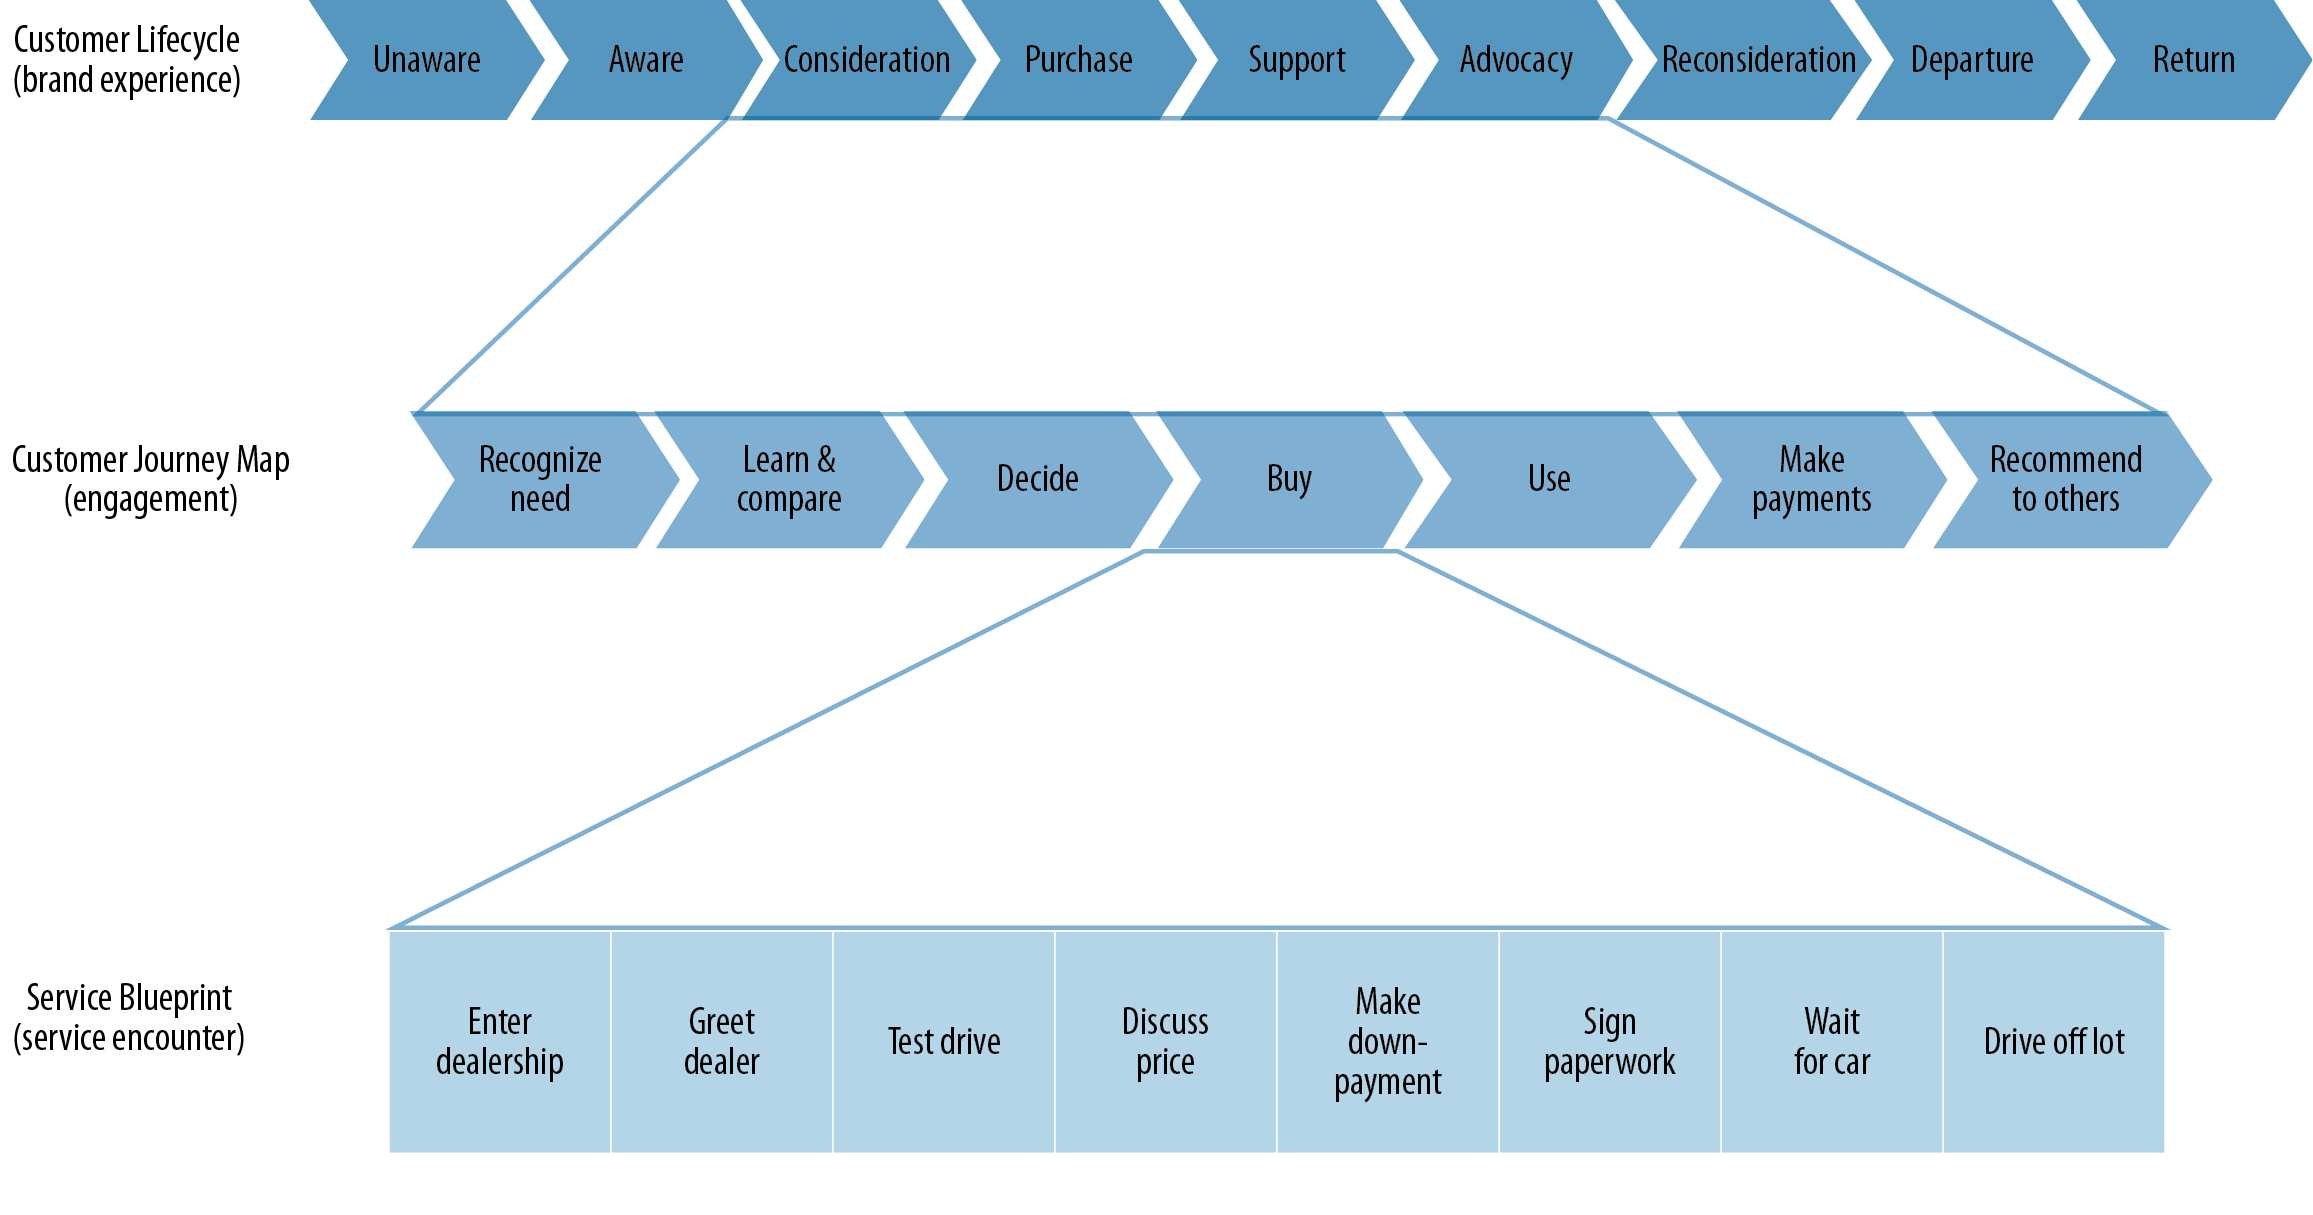 Customer Lifecycle
(brand experience)
Unaware
Aware
Consideration
Purchase
Support
Advocacy
Reconsideration
Departure
Return
Customer Journey Map
(engagement)
Recognize
need
Learn &
compare
Decide
Buy
Use
Make
payments
Recommend
to others
Service Blueprint
(service encounter)
Enter
dealership
Greet
dealer
Test drive
Discuss
price
Make
down-
payment
Sign
paperwork
Wait
for car
Drive off lot